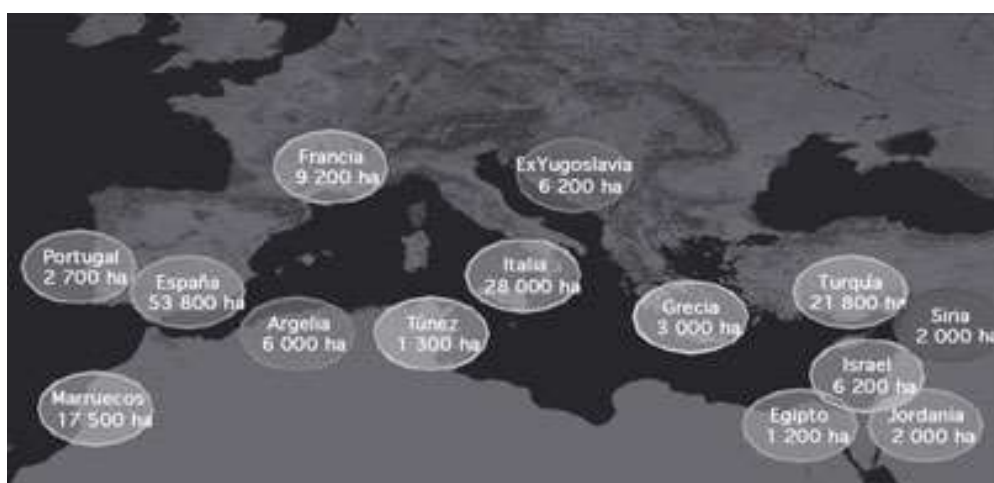 Francia
9 200 ha
ExYugoslavia
6 200 ha
Portugal
2 700 ha
España
53 800 ha
Italia
28 000 ha
Turquía
21 800 ha
Argelia
6 000 ha
Túnez
1 300 ha
Grecia
3 000 ha
Siria
2 000 ha
Israel
6 200 ha
Marruecos
17 500 ha
Egipto
1 200 ha
Jordania
2 000 ha